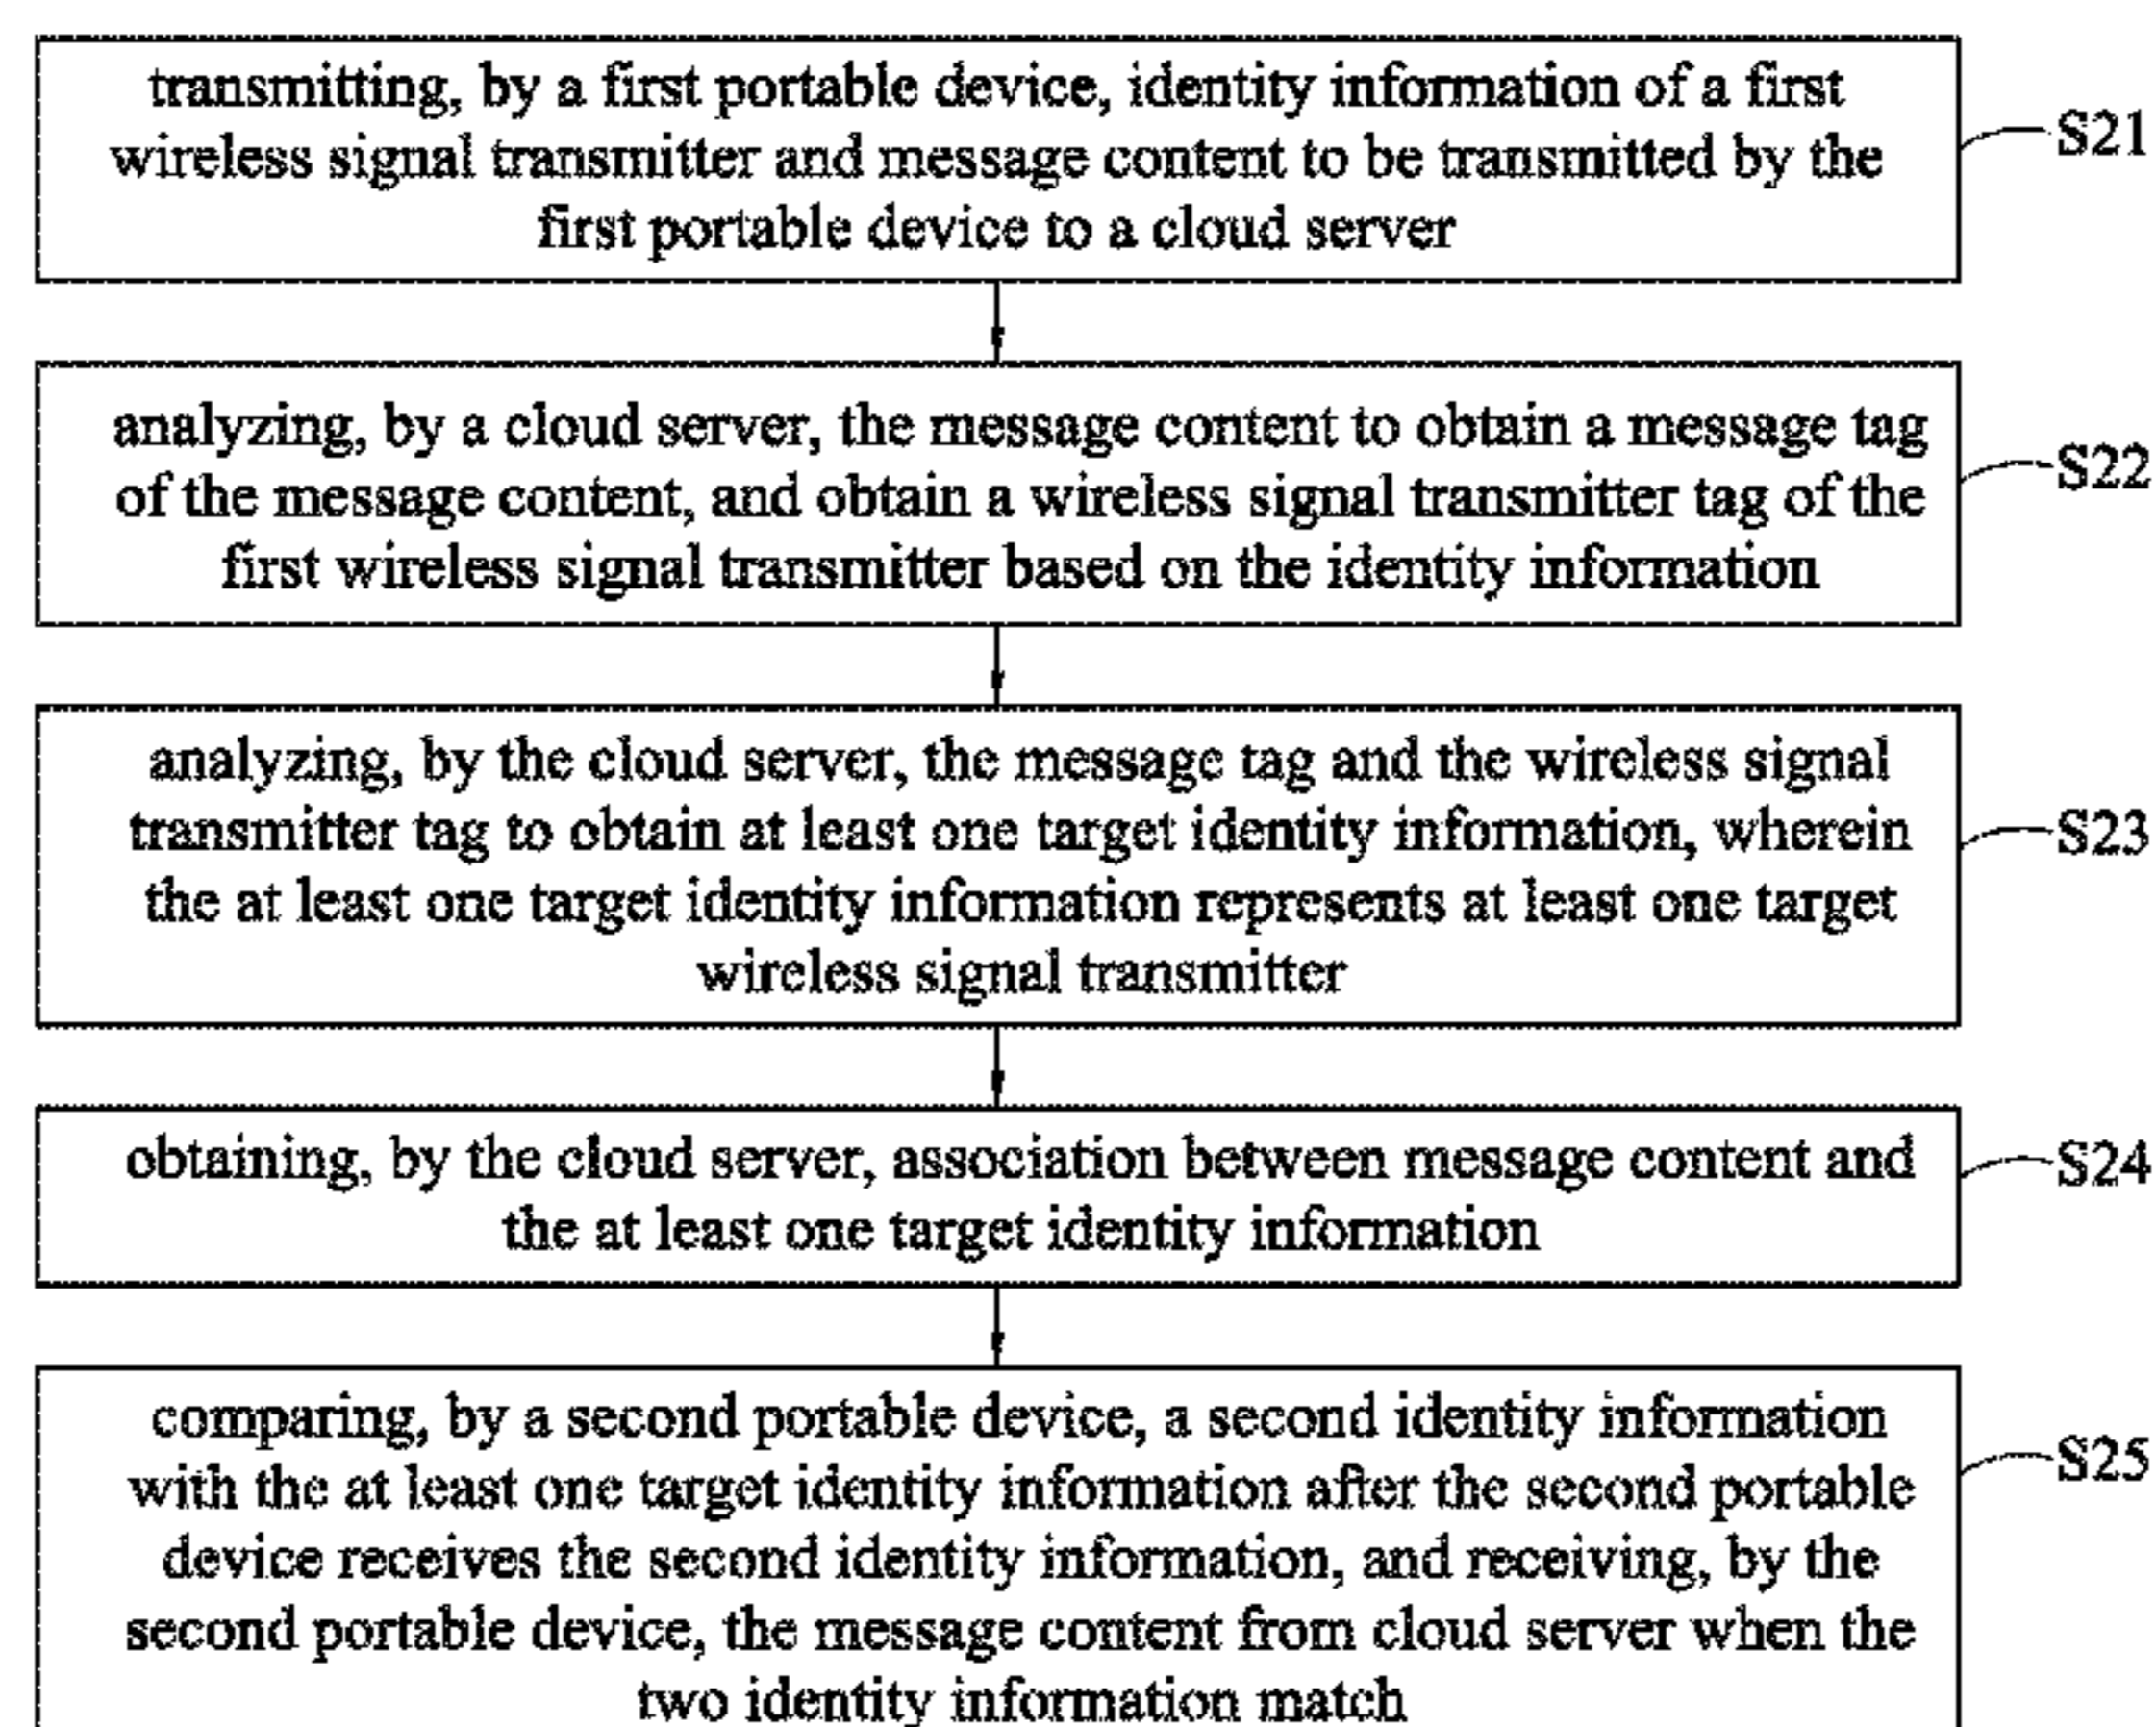 transmitting, by a first portable device, identity information of a first
wireless signal transmitter and message content to be transmitted by the
first portable device to a cloud server
S21
analyzing, by a cloud server, the message content to obtain a message tag
of the message content, and obtain a wireless signal transmitter tag of the
first wireless signal transmitter based on the identity information
S22
analyzing, by the cloud server, the message tag and the wireless signal
transmitter tag to obtain at least one target identity information, wherein
the at least one target identity information represents at least one target
wireless signal transmitter
S23
obtaining, by the cloud server, association between message content and
the at least one target identity information
S24
comparing, by a second portable device, a second identity information
with the at least one target identity information after the second portable
device receives the second identity information, and receiving, by the
second portable device, the message content from cloud server when the
two identity information match
S25